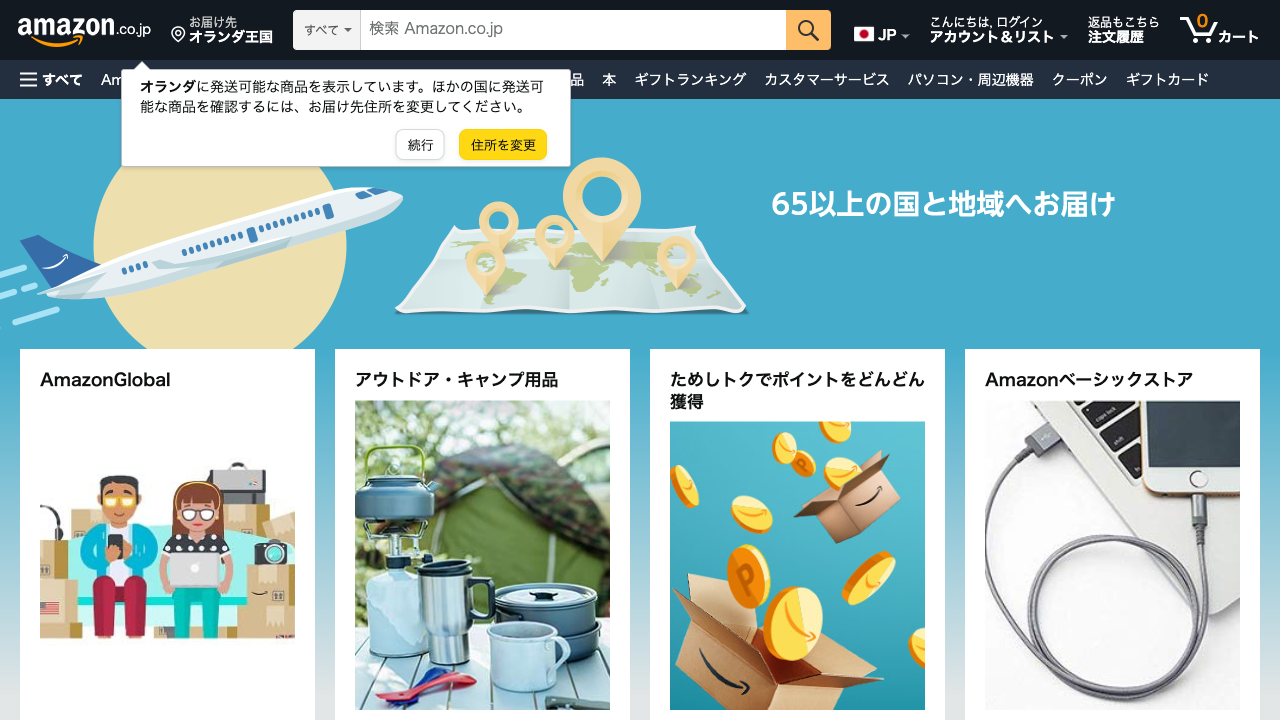 amazon.co.jp
お届け先
オランダ王国
すべて
検索 Amazon.co.jp
JP
こんにちは, ログイン
アカウント＆リスト
返品もこちら
注文履歴
0
カート
すべて
Am
品
本
ギフトランキング
カスタマーサービス
パソコン・周辺機器
クーポン
ギフトカード
オランダに発送可能な商品を表示しています。ほかの国に発送可
能な商品を確認するには、お届け先住所を変更してください。
続行
住所を変更
65以上の国と地域へお届け
AmazonGlobal
アウトドア・キャンプ用品
ためしトクでポイントをどんどん
獲得
Amazonベーシックストア
caps lock
shift
P
P